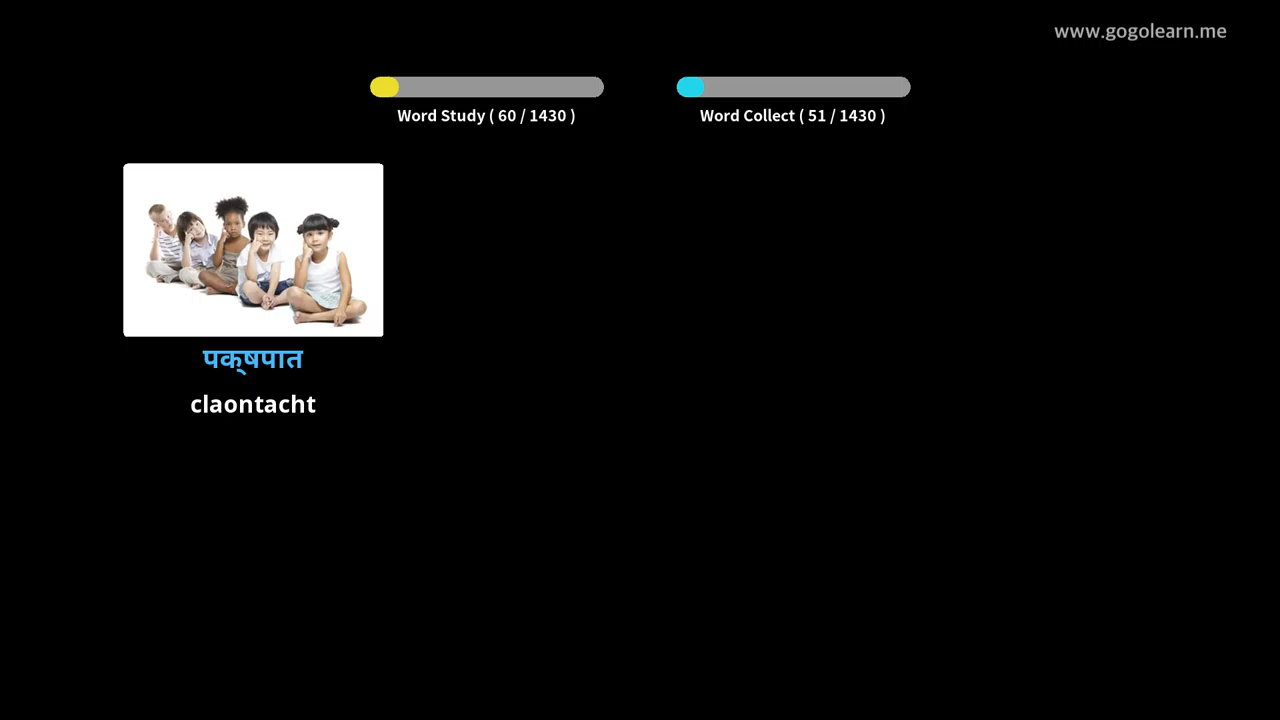 www.gogolearn.me
Word Study ( 60 / 1430 )
Word Collect ( 51 / 1430 )
पक्षपात
claontacht